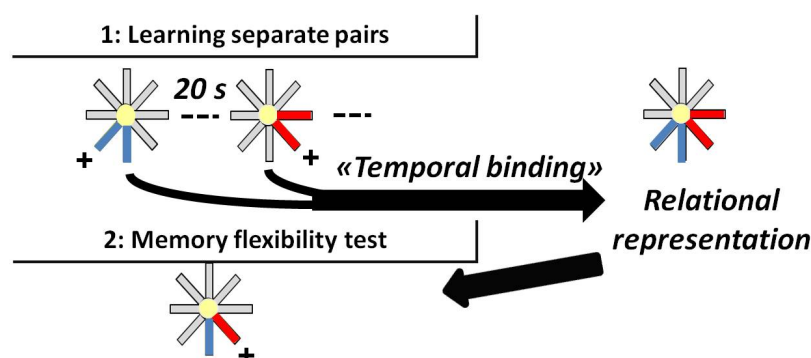 1: Learning separate pairs
20 s
+
+
«Temporal binding»
Relational
representation
2: Memory flexibility test
+